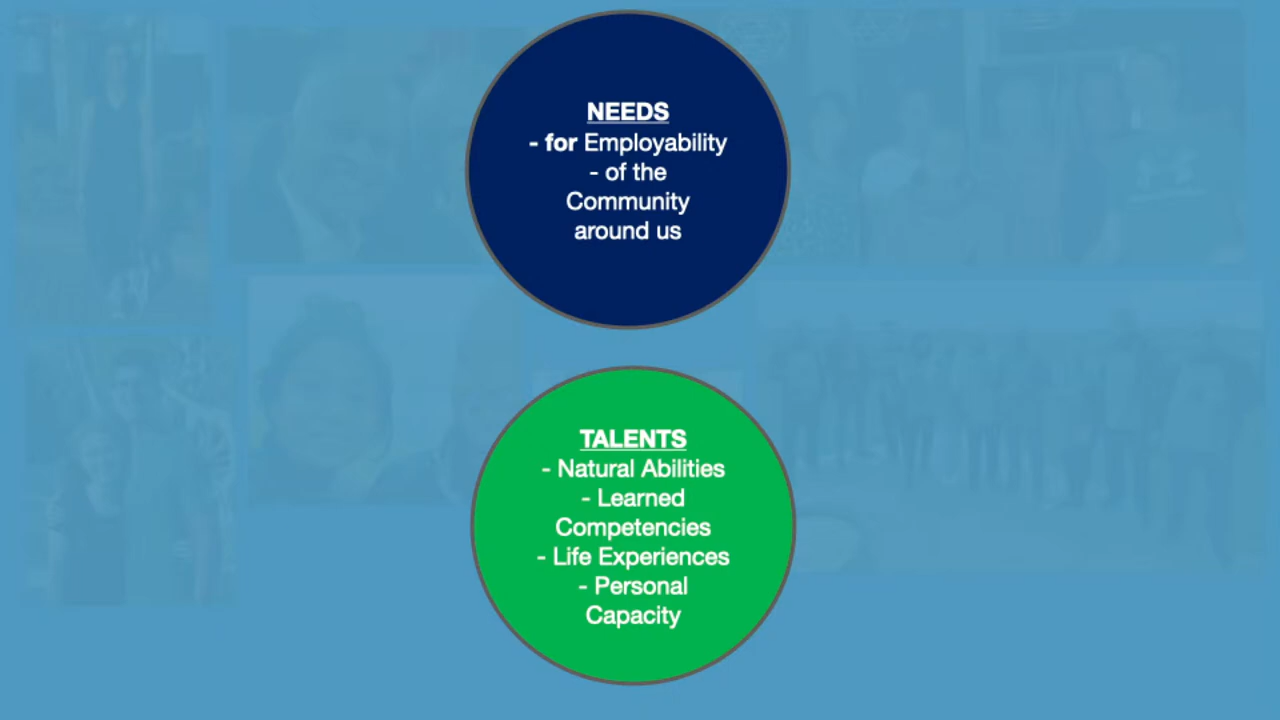 NEEDS
- for Employability
- of the
Community
around us
TALENTS
- Natural Abilities
- Learned
Competencies
- Life Experiences
- Personal
Capacity